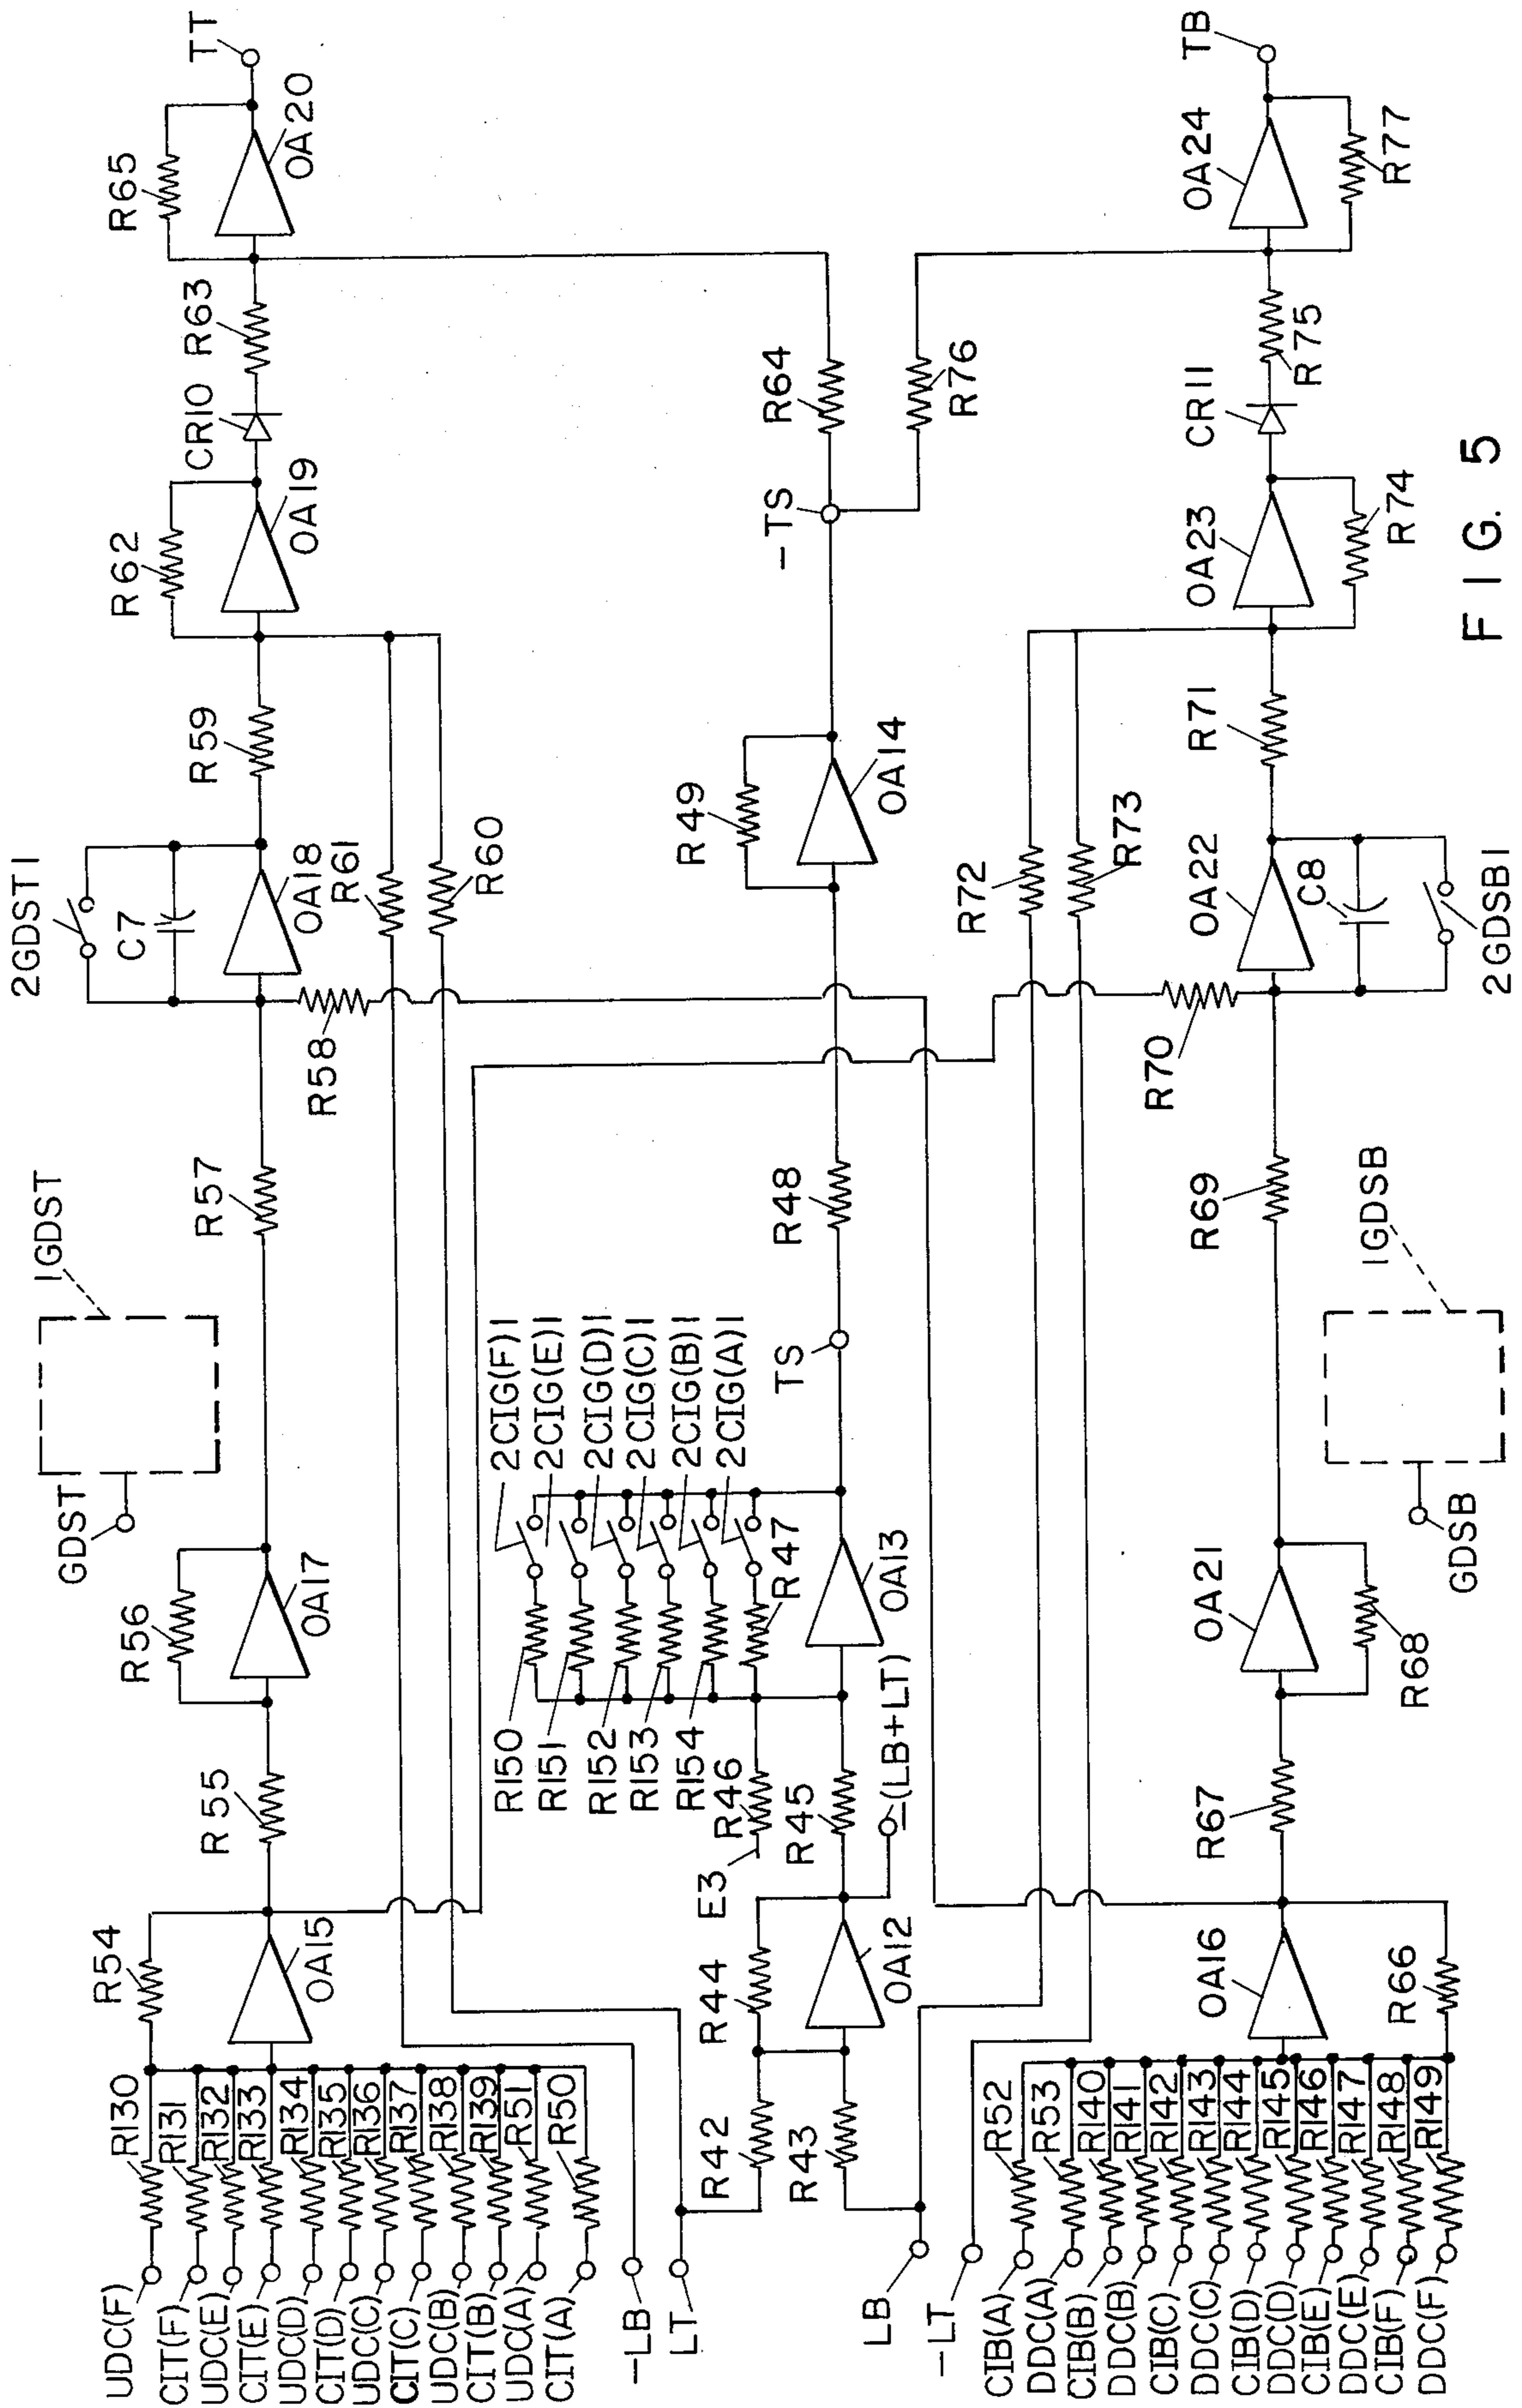 TT
R65
OA20
R63
CR10
R62
OA19
R59
2GDST1
C7
OA18
R61
R60
R58
R57
1GDST
GDST
R56
OA17
R55
R54
OA15
R130
R131
R132
R133
R134
R135
R136
R137
R138
R139
R51
R50
UDC(F)
CIT(F)
UDC(E)
CIT(E)
UDC(D)
CIT(D)
UDC(C)
CIT(C)
UDC(B)
CIT(B)
UDC(A)
CIT(A)
-LB
LT
R64
R76
-TS
R49
OA14
R48
TS
2CIG(F)1
2CIG(E)1
2CIG(D)1
2CIG(C)1
2CIG(B)1
2CIG(A)1
R47
OA13
R150
R151
R152
R153
R154
R46
E3
R45
-(LB+LT)
R44
OA12
R42
R43
LB
-LT
TB
OA24
R77
R75
CR11
OA23
R74
R71
R72
R73
OA22
C8
2GDSB1
R70
R69
1GDSB
GDSB
OA21
R68
R67
OA16
R66
R52
R53
R140
R141
R142
R143
R144
R145
R146
R147
R148
R149
CIB(A)
DDC(A)
CIB(B)
DDC(B)
CIB(C)
DDC(C)
CIB(D)
DDC(D)
CIB(E)
DDC(E)
CIB(F)
DDC(F)
FIG. 5